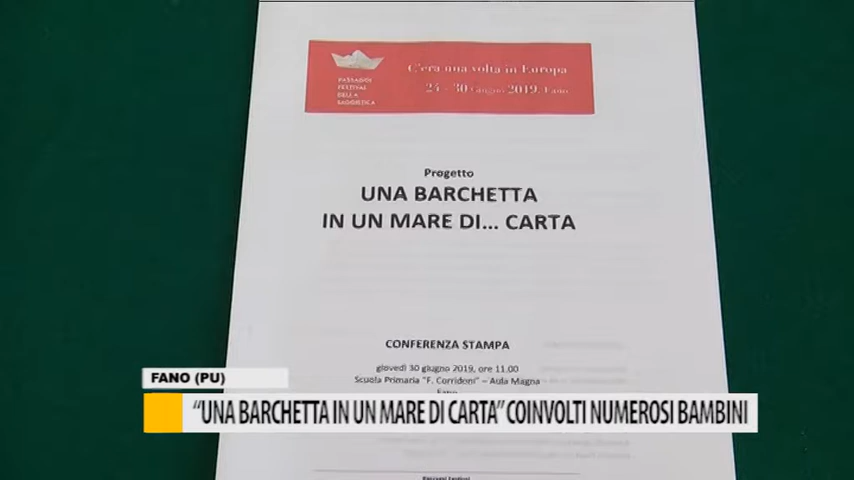 PASSAGGI
FESTIVAL
DELLA
SAGGISTICA
C'era una volta in Europa
24 - 30 Giugno 2019, Fano
Progetto
UNA BARCHETTA
IN UN MARE DI... CARTA
CONFERENZA STAMPA
giovedì 30 giugno 2019, ore 11.00
Scuola Primaria "F. Corridoni" – Aula Magna
Fano
FANO (PU)
“UNA BARCHETTA IN UN MARE DI CARTA” COINVOLTI NUMEROSI BAMBINI